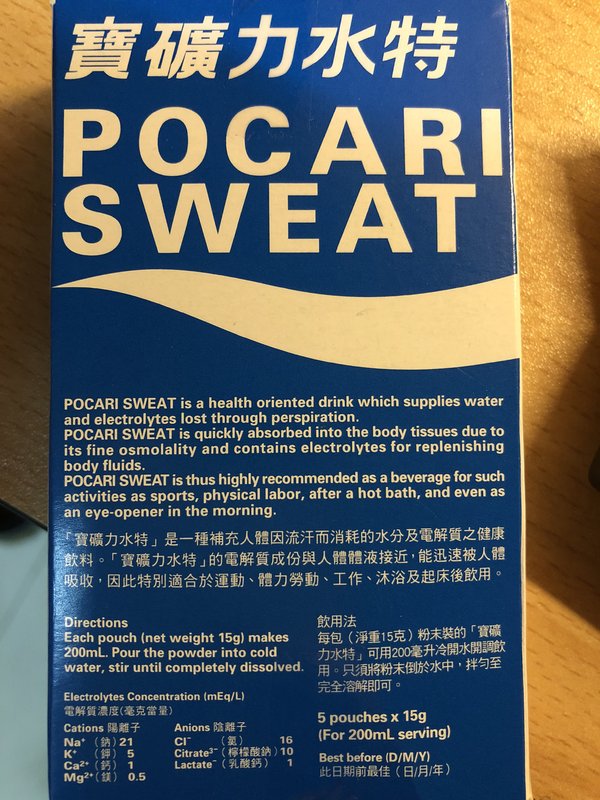 寶礦力水特
POCARI
SWEAT
POCARI SWEAT is a health oriented drink which supplies water
and electrolytes lost through perspiration.
POCARI SWEAT is quickly absorbed into the body tissues due to
its fine osmolality and contains electrolytes for replenishing
body fluids.
POCARI SWEAT is thus highly recommended as a beverage for such
activities as sports, physical labor, after a hot bath, and even as
an eye-opener in the morning.
「寶礦力水特」是一種補充人體因流汗而消耗的水分及電解質之健康
飲料。「寶礦力水特」的電解質成份與人體體液接近，能迅速被人體
吸收，因此特別適合於運動、體力勞動、工作、沐浴及起床後飲用。
Directions
Each pouch (net weight 15g) makes
200mL. Pour the powder into cold
water, stir until completely dissolved.
飲用法
每包（淨重15克）粉末裝的「寶礦
力水特」可用200毫升冷開水開調飲
用。只須將粉末倒於水中，拌勻至
完全溶解即可。
Electrolytes Concentration (mEq/L)
電解質濃度(毫克當量)
Cations 陽離子
Na⁺（鈉）21
K⁺（鉀）5
Ca²⁺（鈣）1
Mg²⁺（鎂）0.5
Anions 陰離子
Cl⁻（氯）16
Citrate³⁻（檸檬酸鈉）10
Lactate⁻（乳酸鈣）1
5 pouches x 15g
(For 200mL serving)
Best before (D/M/Y)
此日期前最佳（日/月/年）